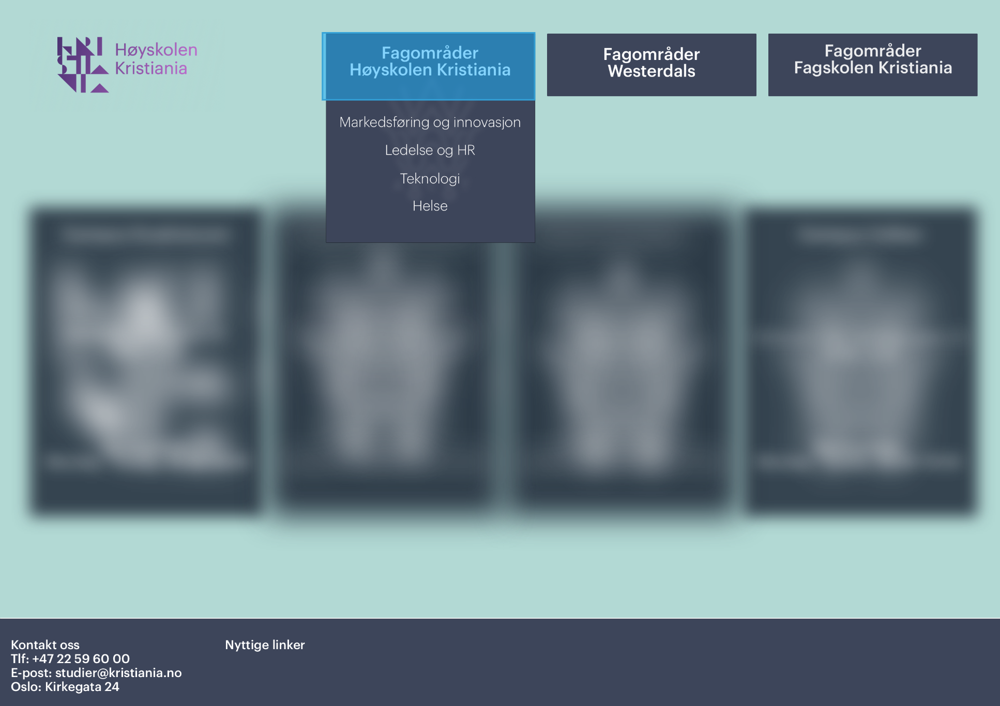 Høyskolen
Kristiania
Fagområder
Høyskolen Kristiania
Fagområder
Westerdals
Fagområder
Fagskolen Kristiania
Markedsføring og innovasjon
Ledelse og HR
Teknologi
Helse
Kontakt oss
Tlf: +47 22 59 60 00
E-post: studier@kristiania.no
Oslo: Kirkegata 24
Nyttige linker